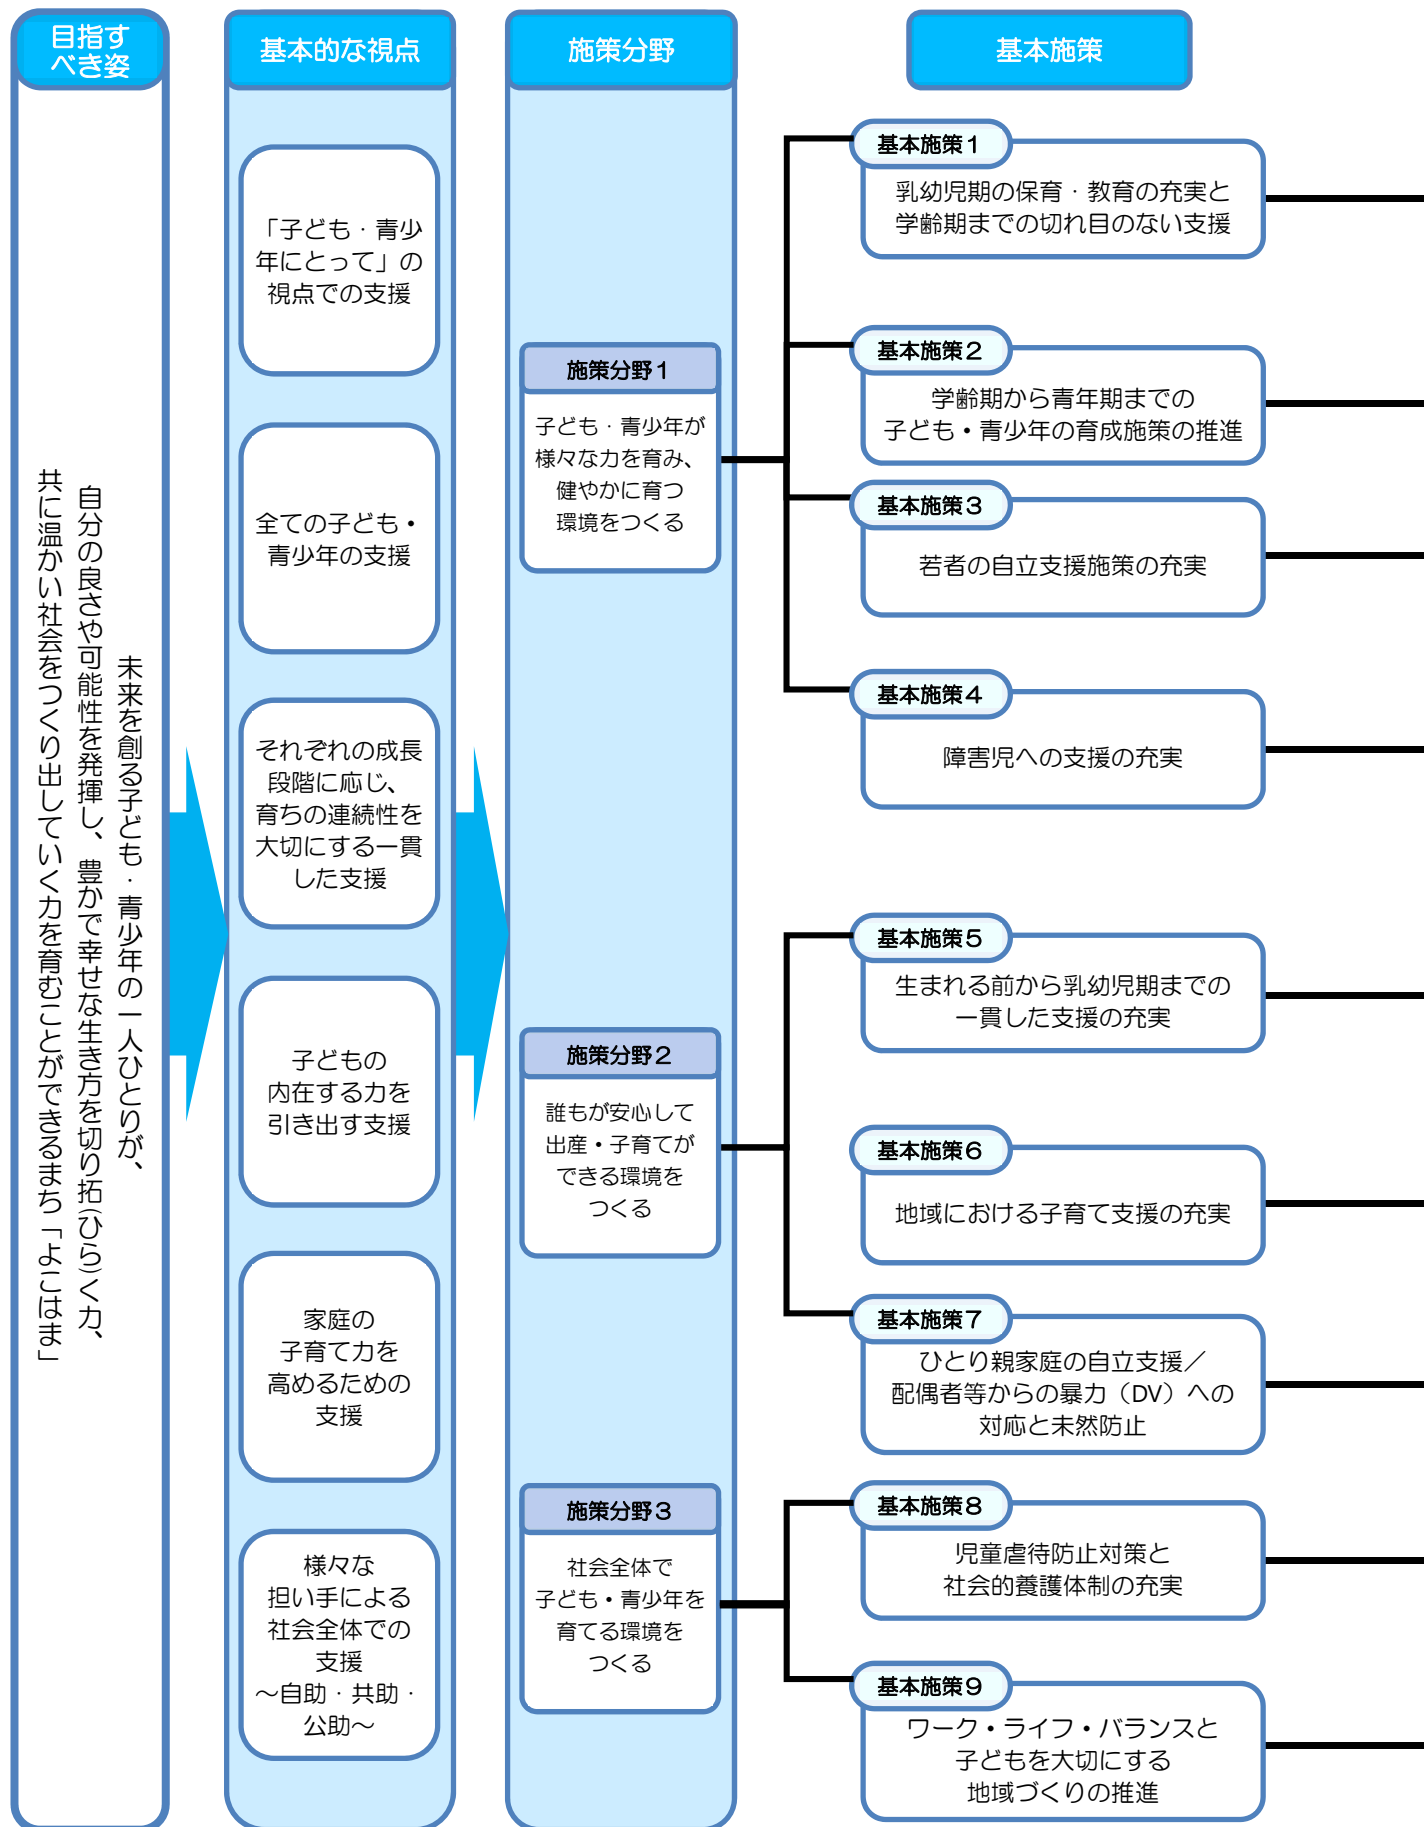 目指す
べき姿
未来を創る子ども・青少年の一人ひとりが、
自分の良さや可能性を発揮し、豊かで幸せな生き方を切り拓(ひら)く力、
共に温かい社会をつくり出していく力を育むことができるまち「よこはま」
基本的な視点
「子ども・青少
年にとって」の
視点での支援
全ての子ども・
青少年の支援
それぞれの成長
段階に応じ、
育ちの連続性を
大切にする一貫
した支援
子どもの
内在する力を
引き出す支援
家庭の
子育て力を
高めるための
支援
様々な
担い手による
社会全体での
支援
～自助・共助・
公助～
施策分野
施策分野１
子ども・青少年が
様々な力を育み、
健やかに育つ
環境をつくる
施策分野２
誰もが安心して
出産・子育てが
できる環境を
つくる
施策分野３
社会全体で
子ども・青少年を
育てる環境を
つくる
基本施策
基本施策１
乳幼児期の保育・教育の充実と
学齢期までの切れ目のない支援
基本施策２
学齢期から青年期までの
子ども・青少年の育成施策の推進
基本施策３
若者の自立支援施策の充実
基本施策４
障害児への支援の充実
基本施策５
生まれる前から乳幼児期までの
一貫した支援の充実
基本施策６
地域における子育て支援の充実
基本施策７
ひとり親家庭の自立支援／
配偶者等からの暴力（DV）への
対応と未然防止
基本施策８
児童虐待防止対策と
社会的養護体制の充実
基本施策９
ワーク・ライフ・バランスと
子どもを大切にする
地域づくりの推進